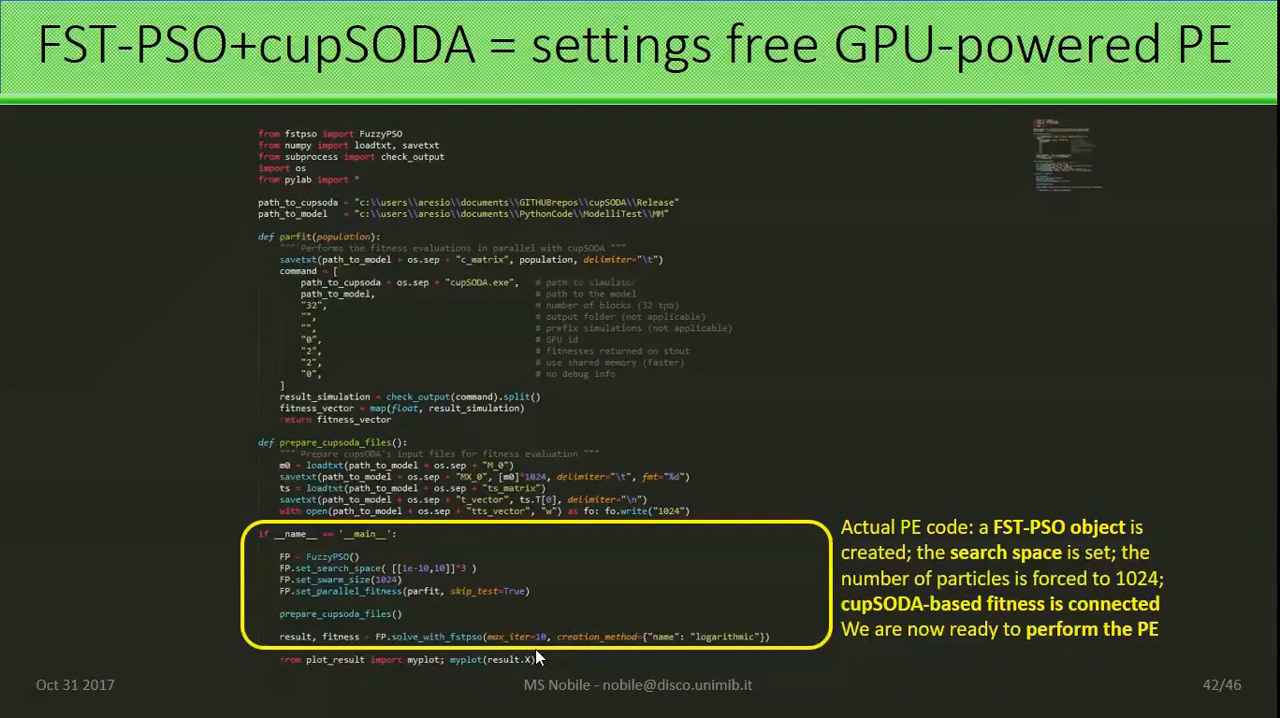 FST-PSO+cupSODA = settings free GPU-powered PE
from fstpso import FuzzyPSO
from numpy import loadtxt, savetxt
from subprocess import check_output
import os
from pylab import *
path_to_cupsoda = "c:\\users\\aresio\\documents\\GITHUBrepos\\cupSODA\\Release"
path_to_model = "c:\\users\\aresio\\documents\\PythonCode\\ModelliTest\\MM"
def parfit(population):
""" Performs the fitness evaluations in parallel with cupSODA """
savetxt(path_to_model + os.sep + "c_matrix", population, delimiter="\t")
command = [
path_to_cupsoda + os.sep + "cupSODA.exe", # path to simulator
path_to_model, # path to the model
"32", # number of blocks (32 tpo)
"", # output folder (not applicable)
"", # prefix simulations (not applicable)
"0", # GPU id
"2", # fitnesses returned on stout
"2", # use shared memory (faster)
"0", # no debug info
]
result_simulation = check_output(command).split()
fitness_vector = map(float, result_simulation)
return fitness_vector
def prepare_cupsoda_files():
""" Prepare cupsODA's input files for fitness evaluation """
m0 = loadtxt(path_to_model + os.sep + "M_0")
savetxt(path_to_model + os.sep + "MX_0", [m0]*1024, delimiter="\t", fmt="%d")
ts = loadtxt(path_to_model + os.sep + "ts_matrix")
savetxt(path_to_model + os.sep + "t_vector", ts.T[0], delimiter="\n")
with open(path_to_model + os.sep + "tts_vector", "w") as fo: fo.write("1024")
if __name__ == '__main__':
FP = FuzzyPSO()
FP.set_search_space( [[1e-10,10]]*3 )
FP.set_swarm_size(1024)
FP.set_parallel_fitness(parfit, skip_test=True)
prepare_cupsoda_files()
result, fitness = FP.solve_with_fstpso(max_iter=10, creation_method={"name": "logarithmic"})
from plot_result import myplot; myplot(result.X)
Actual PE code: a FST-PSO object is
created; the search space is set; the
number of particles is forced to 1024;
cupSODA-based fitness is connected
We are now ready to perform the PE
Oct 31 2017
MS Nobile - nobile@disco.unimib.it
42/46